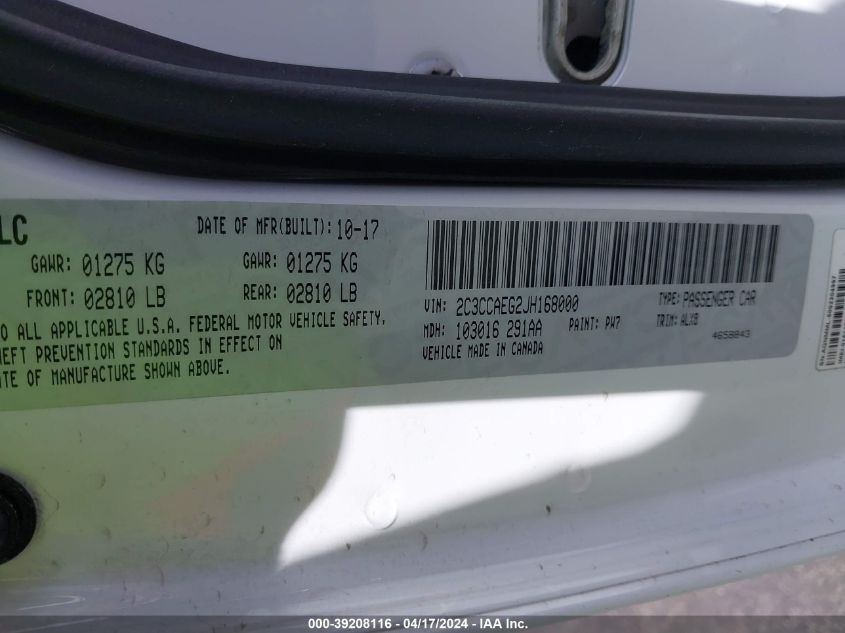 LC
DATE OF MFR(BUILT): 10-17
GAWR: 01275 KG GAWR: 01275 KG
FRONT: 02810 LB REAR: 02810 LB
O ALL APPLICABLE U.S.A. FEDERAL MOTOR VEHICLE SAFETY,
HEFT PREVENTION STANDARDS IN EFFECT ON
ATE OF MANUFACTURE SHOWN ABOVE.
VIN: 2C3CCAEG2JH168000 TYPE: PASSENGER CAR
MDH: 103016 291AA PAINT: PW7 TRIM: ALX8
VEHICLE MADE IN CANADA 4658843
000-39208116 - 04/17/2024 - IAA Inc.